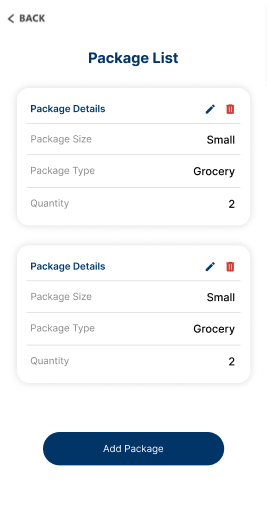 BACK
Package List
Package Details
Package Size Small
Package Type Grocery
Quantity 2
Package Details
Package Size Small
Package Type Grocery
Quantity 2
Add Package